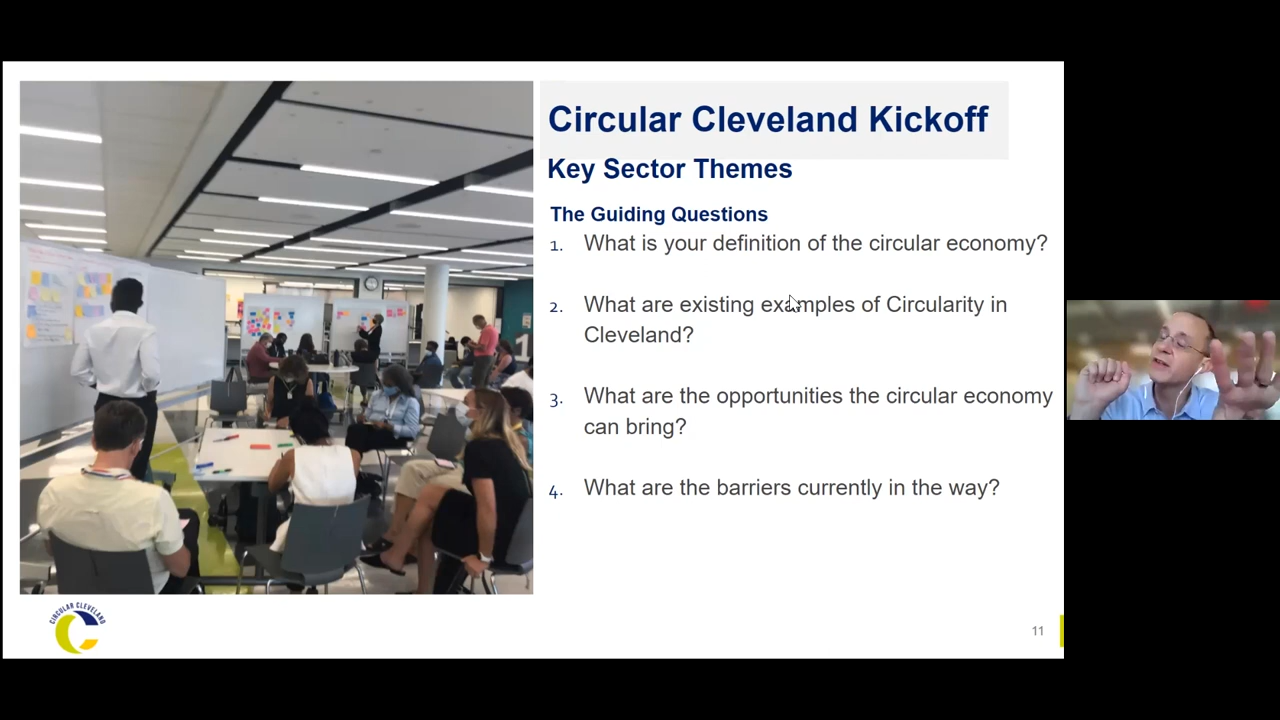 Circular Cleveland Kickoff
Key Sector Themes
The Guiding Questions
1. What is your definition of the circular economy?
2. What are existing examples of Circularity in
Cleveland?
3. What are the opportunities the circular economy
can bring?
4. What are the barriers currently in the way?
1
CIRCULAR CLEVELAND
11